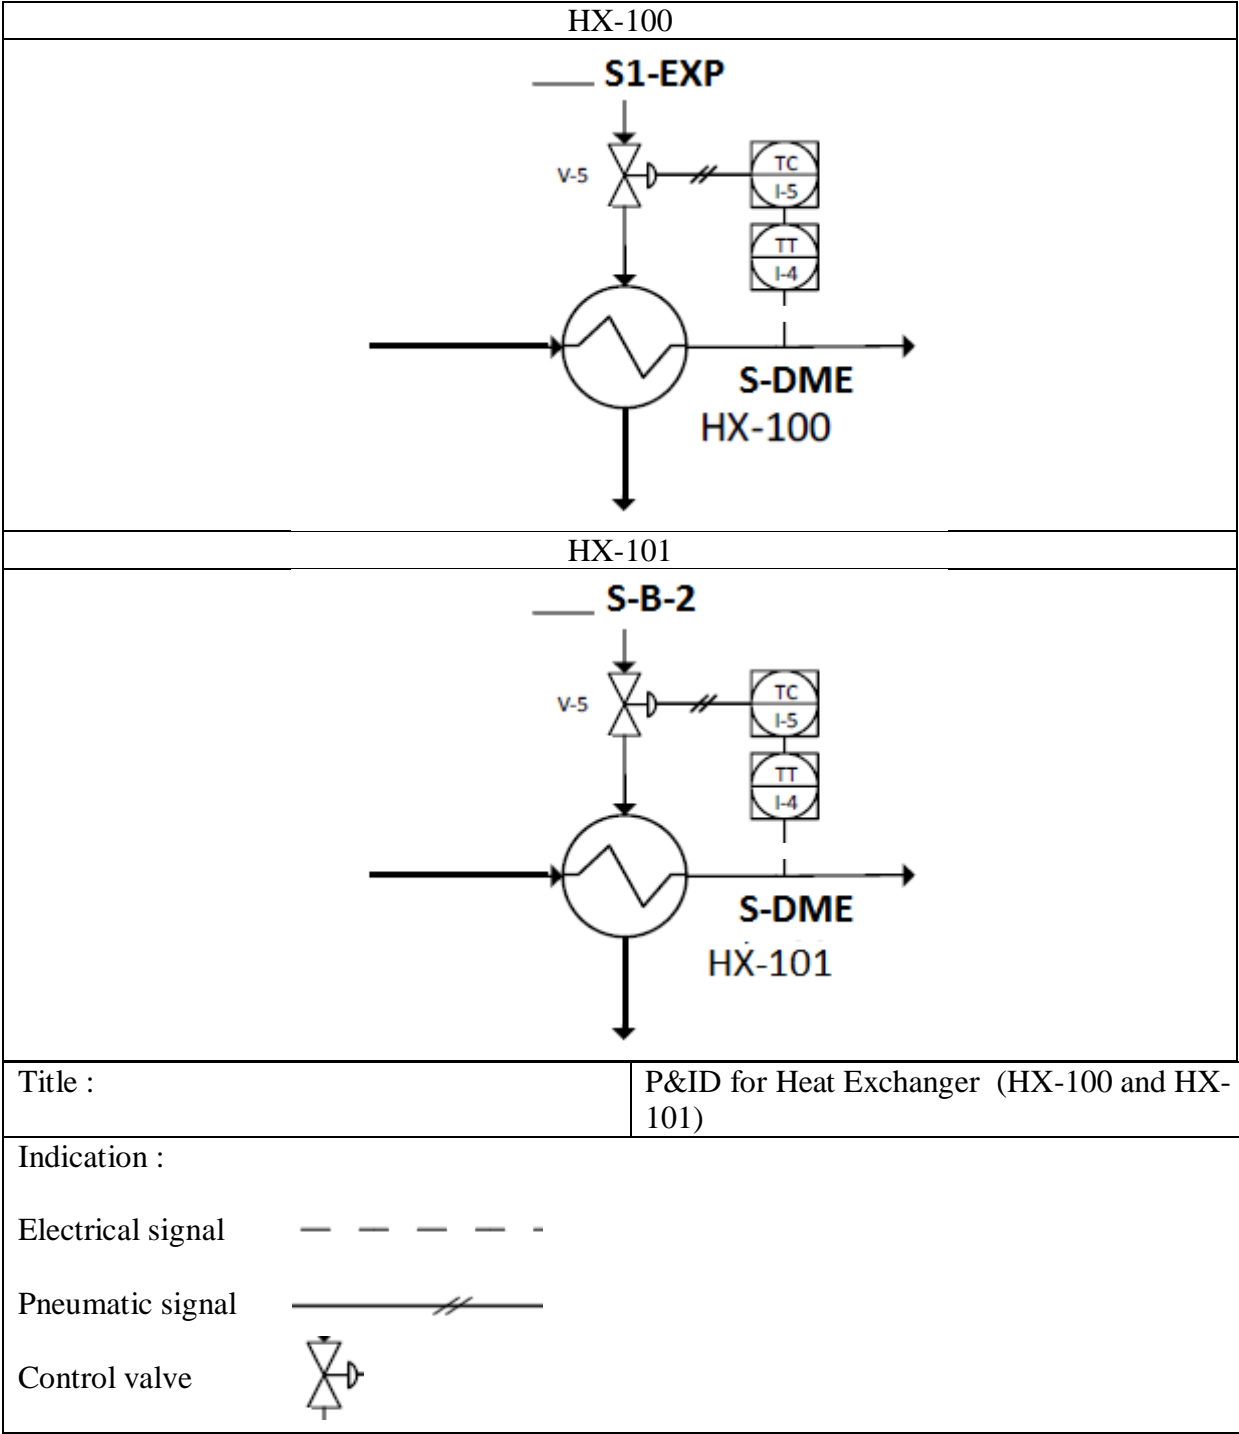 HX-100
____ S1-EXP
V-5
TC
I-5
TT
I-4
S-DME
HX-100
HX-101
____ S-B-2
V-5
TC
I-5
TT
I-4
S-DME
HX-101
Title :
P&ID for Heat Exchanger (HX-100 and HX-
101)
Indication :
Electrical signal
Pneumatic signal
Control valve